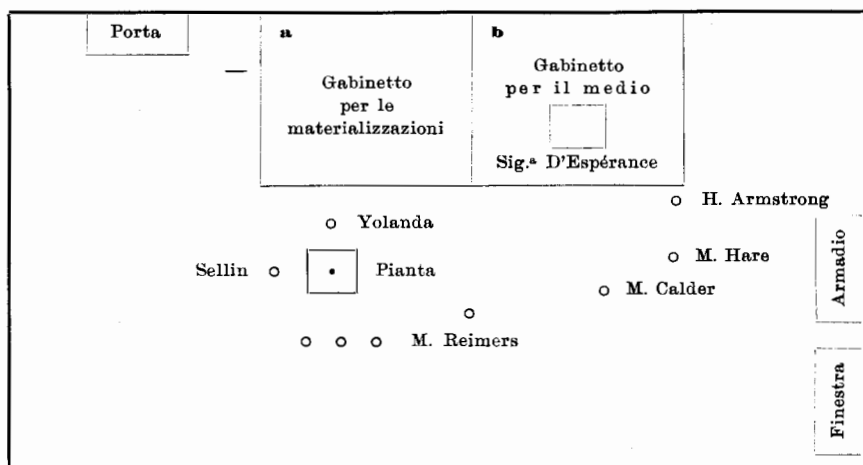 Porta
a
b
Gabinetto
per le
materializzazioni
Gabinetto
per il medio
Sig.ª D'Espérance
H. Armstrong
Yolanda
Sellin
Pianta
M. Hare
M. Calder
M. Reimers
Armadio
Finestra